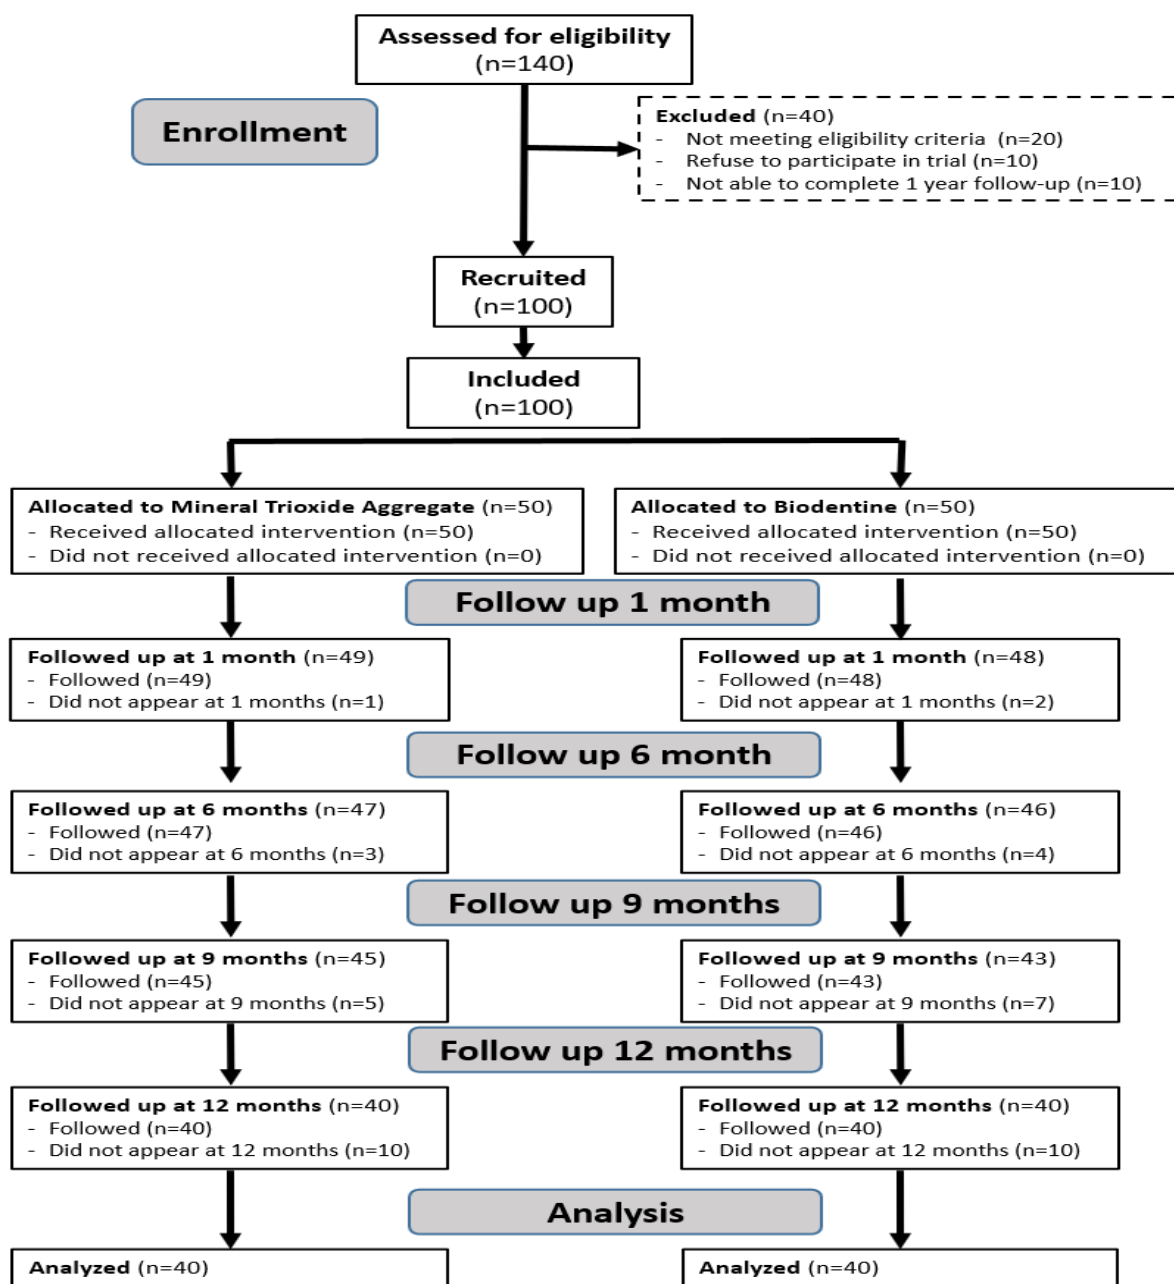 Assessed for eligibility
(n=140)
Enrollment
Excluded (n=40)
- Not meeting eligibility criteria (n=20)
- Refuse to participate in trial (n=10)
- Not able to complete 1 year follow-up (n=10)
Recruited
(n=100)
Included
(n=100)
Allocated to Mineral Trioxide Aggregate (n=50)
- Received allocated intervention (n=50)
- Did not received allocated intervention (n=0)
Allocated to Biodentine (n=50)
- Received allocated intervention (n=50)
- Did not received allocated intervention (n=0)
Follow up 1 month
Followed up at 1 month (n=49)
- Followed (n=49)
- Did not appear at 1 months (n=1)
Followed up at 1 month (n=48)
- Followed (n=48)
- Did not appear at 1 months (n=2)
Follow up 6 month
Followed up at 6 months (n=47)
- Followed (n=47)
- Did not appear at 6 months (n=3)
Followed up at 6 months (n=46)
- Followed (n=46)
- Did not appear at 6 months (n=4)
Follow up 9 months
Followed up at 9 months (n=45)
- Followed (n=45)
- Did not appear at 9 months (n=5)
Followed up at 9 months (n=43)
- Followed (n=43)
- Did not appear at 9 months (n=7)
Follow up 12 months
Followed up at 12 months (n=40)
- Followed (n=40)
- Did not appear at 12 months (n=10)
Followed up at 12 months (n=40)
- Followed (n=40)
- Did not appear at 12 months (n=10)
Analysis
Analyzed (n=40)
Analyzed (n=40)